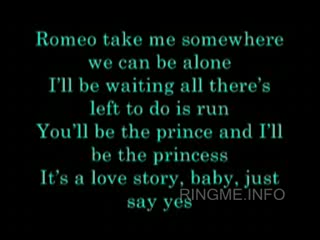 Romeo take me somewhere
we can be alone
I'll be waiting all there's
left to do is run
You'll be the prince and I'll
be the princess
It's a love story, baby, just
say yes
RINGME.INFO